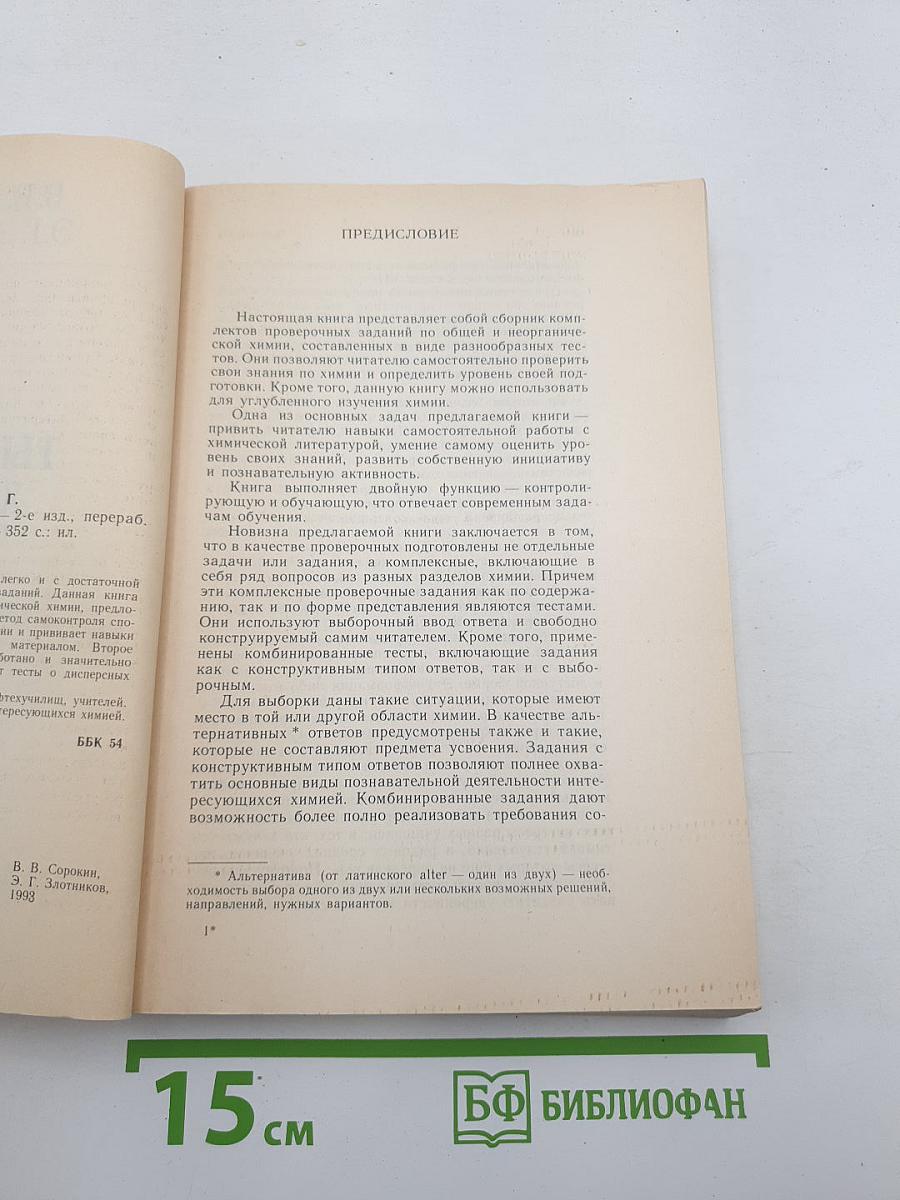 Г.
— 2-е изд., перераб.
352 с.: ил.
легко и с достаточной
заданий. Данная книга
ической химии, предло-
етод самоконтроля спо-
ии и прививает навыки
материалом. Второе
ботано и значительно
т тесты о дисперсных
фтехучилищ, учителей.
тересующихся химией.
ББК 54
В. В. Сорокин,
Э. Г. Злотников,
1993
ПРЕДИСЛОВИЕ
Настоящая книга представляет собой сборник комп-
лектов проверочных заданий по общей и неорганиче-
ской химии, составленных в виде разнообразных тес-
тов. Они позволяют читателю самостоятельно проверить
свои знания по химии и определить уровень своей под-
готовки. Кроме того, данную книгу можно использовать
для углубленного изучения химии.
Одна из основных задач предлагаемой книги —
привить читателю навыки самостоятельной работы с
химической литературой, умение самому оценить уро-
вень своих знаний, развить собственную инициативу
и познавательную активность.
Книга выполняет двойную функцию — контроли-
рующую и обучающую, что отвечает современным зада-
чам обучения.
Новизна предлагаемой книги заключается в том,
что в качестве проверочных подготовлены не отдельные
задачи или задания, а комплексные, включающие в
себя ряд вопросов из разных разделов химии. Причем
эти комплексные проверочные задания как по содержа-
нию, так и по форме представления являются тестами.
Они используют выборочный ввод ответа и свободно
конструируемый самим читателем. Кроме того, приме-
нены комбинированные тесты, включающие задания
как с конструктивным типом ответов, так и с выбо-
рочным.
Для выборки даны такие ситуации, которые имеют
место в той или другой области химии. В качестве аль-
тернативных * ответов предусмотрены также и такие,
которые не составляют предмета усвоения. Задания с
конструктивным типом ответов позволяют полнее охва-
тить основные виды познавательной деятельности инте-
ресующихся химией. Комбинированные задания дают
возможность более полно реализовать требования со-
* Альтернатива (от латинского alter — один из двух) — необ-
ходимость выбора одного из двух или нескольких возможных решений,
направлений, нужных вариантов.
1*
15 см
БФ БИБЛИОФАН